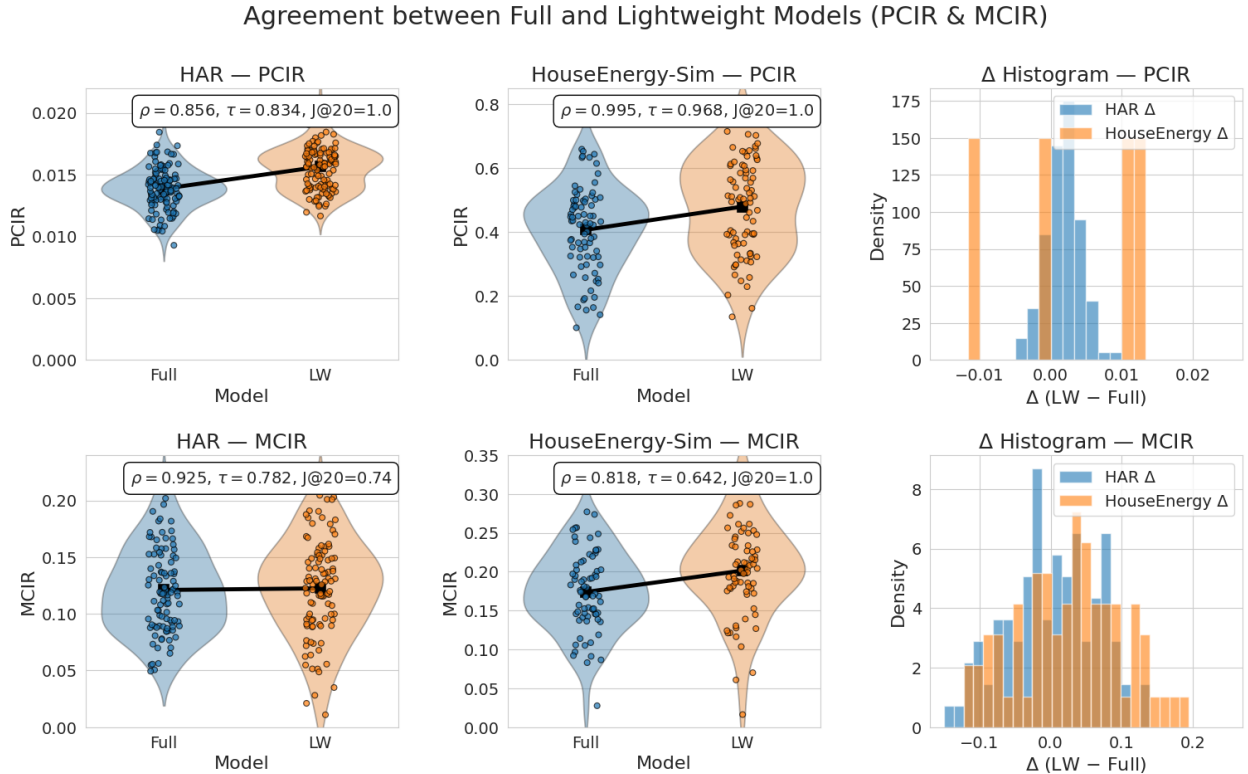 Agreement between Full and Lightweight Models (PCIR & MCIR)
HAR — PCIR
ρ = 0.856, τ = 0.834, J@20=1.0
PCIR
0.020
0.015
0.010
0.005
0.000
Full
LW
Model
HouseEnergy-Sim — PCIR
ρ = 0.995, τ = 0.968, J@20=1.0
PCIR
0.8
0.6
0.4
0.2
0.0
Full
LW
Model
Δ Histogram — PCIR
HAR Δ
HouseEnergy Δ
Density
175
150
125
100
75
50
25
0
−0.01
0.00
0.01
0.02
Δ (LW − Full)
HAR — MCIR
ρ = 0.925, τ = 0.782, J@20=0.74
MCIR
0.20
0.15
0.10
0.05
0.00
Full
LW
Model
HouseEnergy-Sim — MCIR
ρ = 0.818, τ = 0.642, J@20=1.0
MCIR
0.35
0.30
0.25
0.20
0.15
0.10
0.05
0.00
Full
LW
Model
Δ Histogram — MCIR
HAR Δ
HouseEnergy Δ
Density
8
6
4
2
0
−0.1
0.0
0.1
0.2
Δ (LW − Full)